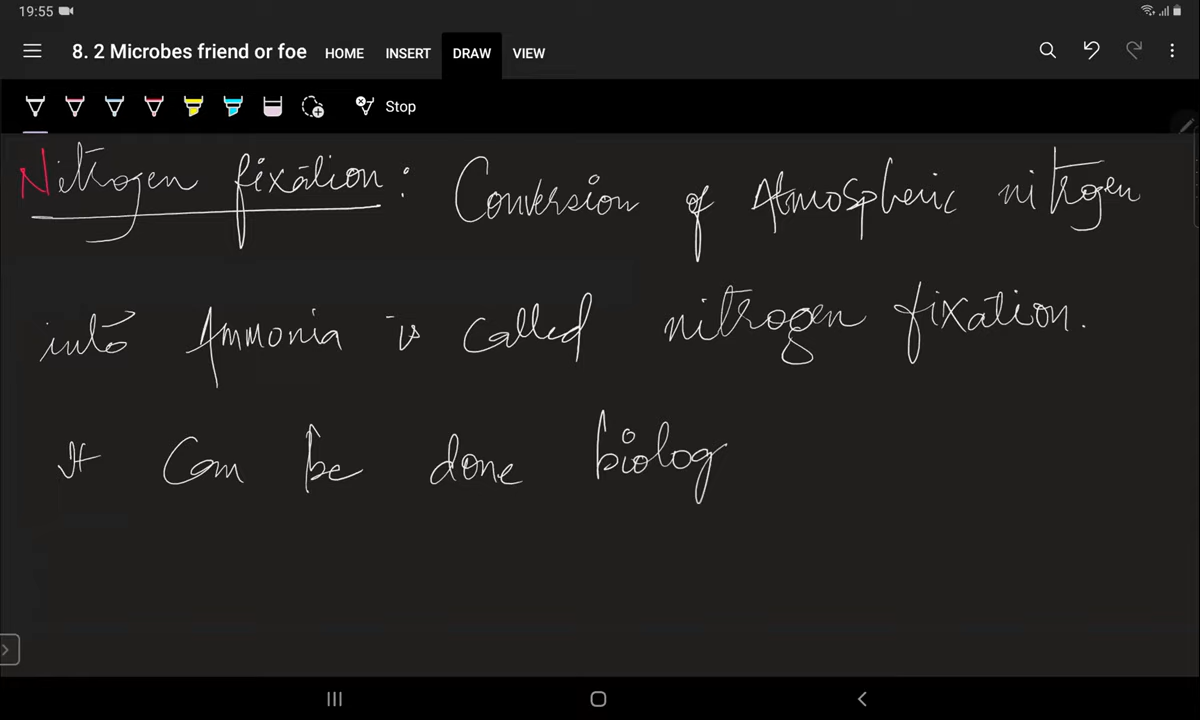 19:55
8. 2 Microbes friend or foe HOME INSERT DRAW VIEW
Stop
Nitrogen fixation: Conversion of Atmospheric nitrogen
into Ammonia is called nitrogen fixation.
It can be done biolog